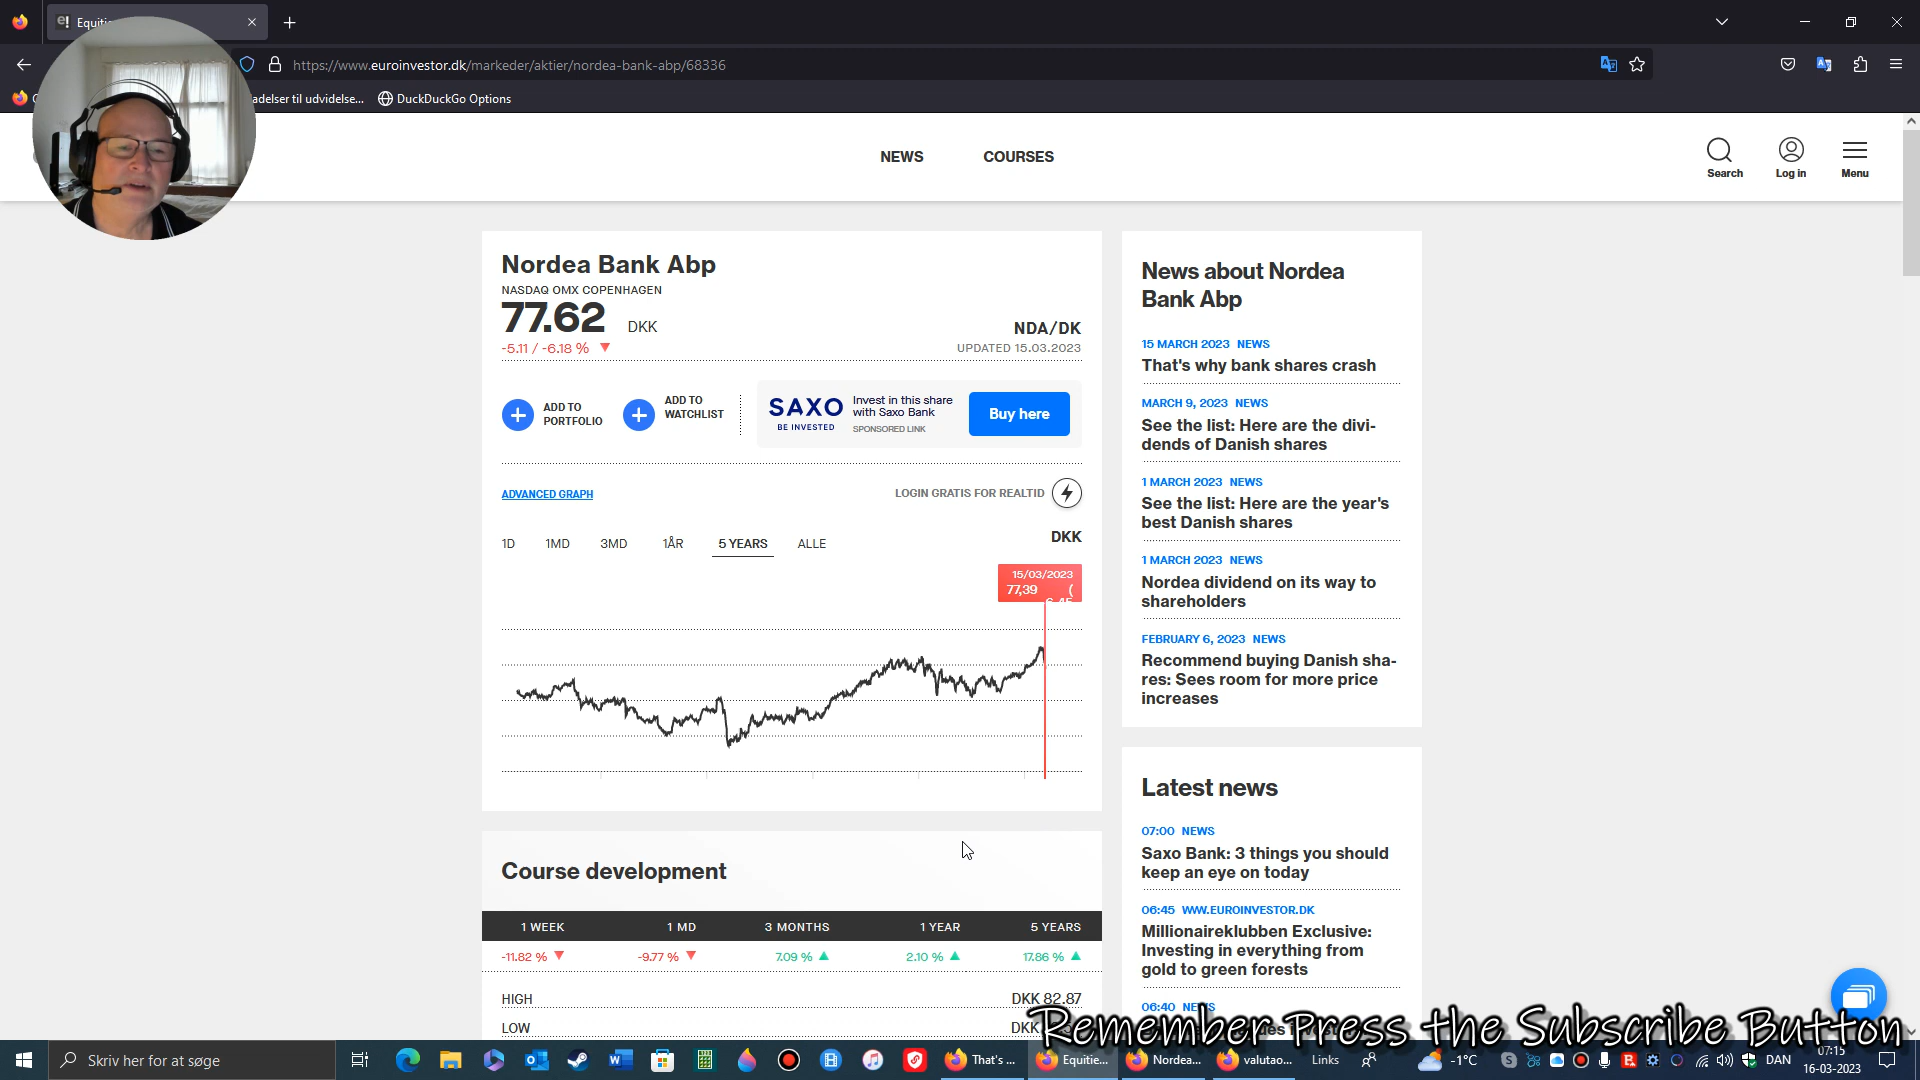 Equitie
https://www.euroinvestor.dk/markeder/aktier/nordea-bank-abp/68336
adelser til udvidelse...
DuckDuckGo Options
NEWS
COURSES
Search
Log in
Menu
Nordea Bank Abp
NASDAQ OMX COPENHAGEN
77.62 DKK
NDA/DK
-5.11 / -6.18 %
UPDATED 15.03.2023
ADD TO
PORTFOLIO
ADD TO
WATCHLIST
SAXO
BE INVESTED
Invest in this share
with Saxo Bank
SPONSORED LINK
Buy here
ADVANCED GRAPH
LOGIN GRATIS FOR REALTID
1D 1MD 3MD 1ÅR 5 YEARS ALLE
DKK
15/03/2023
77,39 (
Course development
1 WEEK 1 MD 3 MONTHS 1 YEAR 5 YEARS
-11.82 % -9.77 % 7.09 % 2.10 % 17.86 %
HIGH DKK 82.87
LOW DKK
News about Nordea
Bank Abp
15 MARCH 2023 NEWS
That's why bank shares crash
MARCH 9, 2023 NEWS
See the list: Here are the divi-
dends of Danish shares
1 MARCH 2023 NEWS
See the list: Here are the year's
best Danish shares
1 MARCH 2023 NEWS
Nordea dividend on its way to
shareholders
FEBRUARY 6, 2023 NEWS
Recommend buying Danish sha-
res: Sees room for more price
increases
Latest news
07:00 NEWS
Saxo Bank: 3 things you should
keep an eye on today
06:45 WWW.EUROINVESTOR.DK
Millionaireklubben Exclusive:
Investing in everything from
gold to green forests
06:40 NEWS
Remember Press the Subscribe Button
Skriv her for at søge
That's ...
Equitie...
Nordea...
valutao...
Links
-1°C
DAN
07:15
16-03-2023